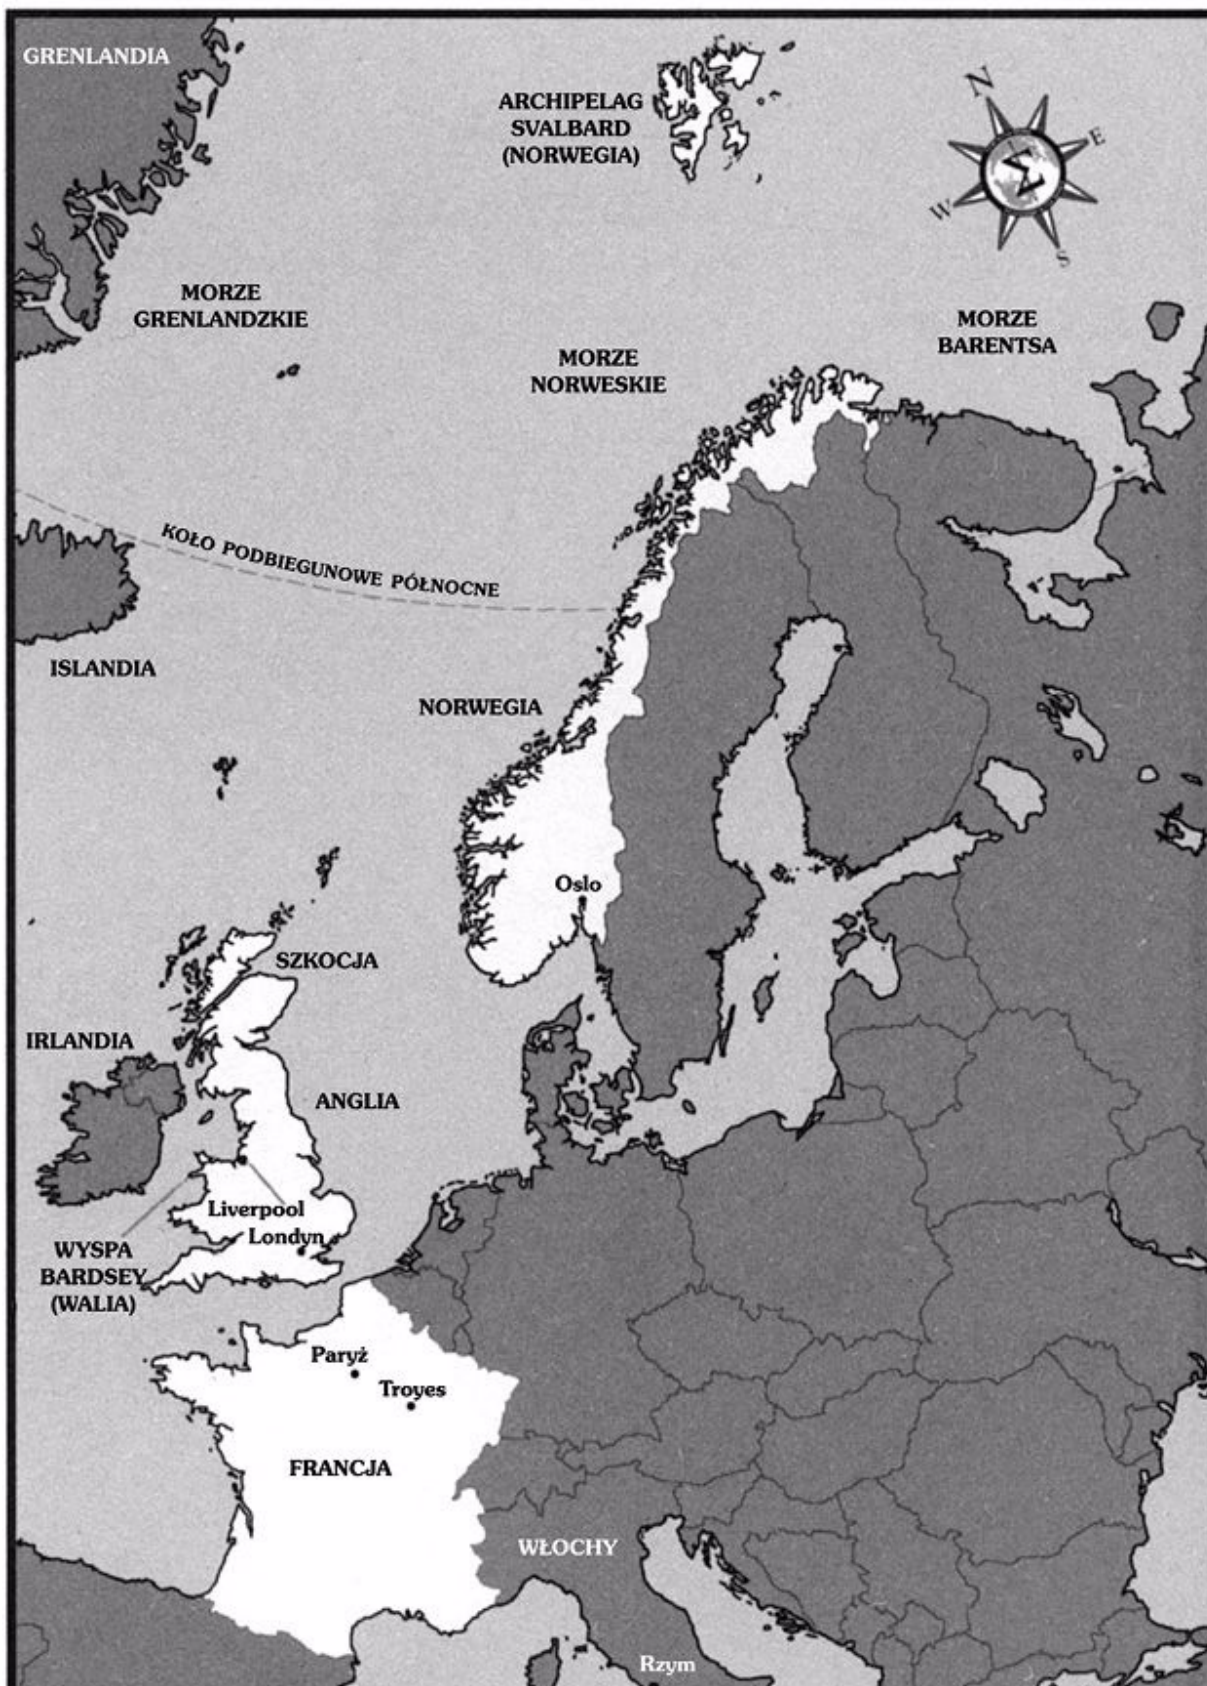 GRENLANDIA
ARCHIPELAG
SVALBARD
(NORWEGIA)
N
E
W
S
Σ
MORZE
GRENLANDZKIE
MORZE
BARENTSA
MORZE
NORWESKIE
KOŁO PODBIEGUNOWE PÓŁNOCNE
ISLANDIA
NORWEGIA
Oslo
SZKOCJA
IRLANDIA
ANGLIA
Liverpool
Londyn
WYSPA
BARDSEY
(WALIA)
Paryż
Troyes
FRANCJA
WŁOCHY
Rzym